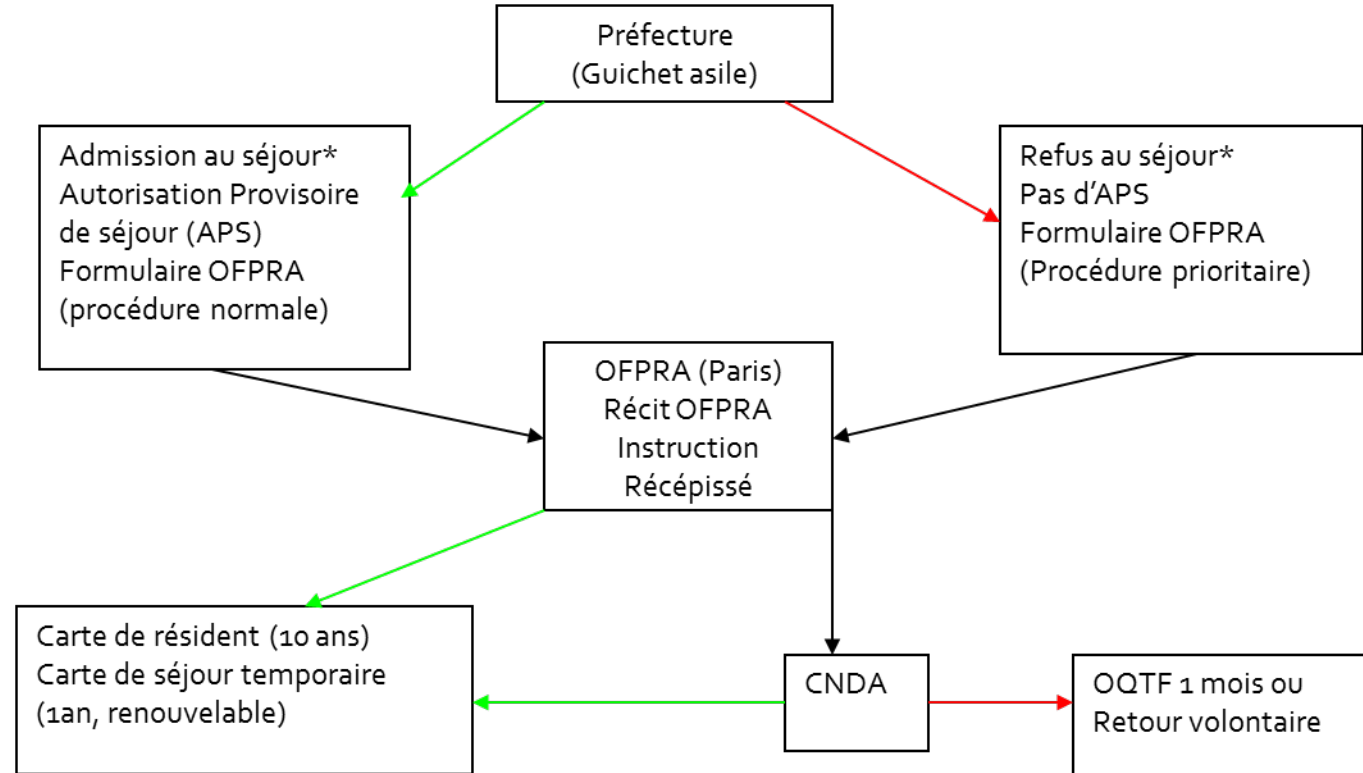 Préfecture
(Guichet asile)
Admission au séjour*
Autorisation Provisoire
de séjour (APS)
Formulaire OFPRA
(procédure normale)
Refus au séjour*
Pas d’APS
Formulaire OFPRA
(Procédure prioritaire)
OFPRA (Paris)
Récit OFPRA
Instruction
Récépissé
Carte de résident (10 ans)
Carte de séjour temporaire
(1an, renouvelable)
CNDA
OQTF 1 mois ou
Retour volontaire